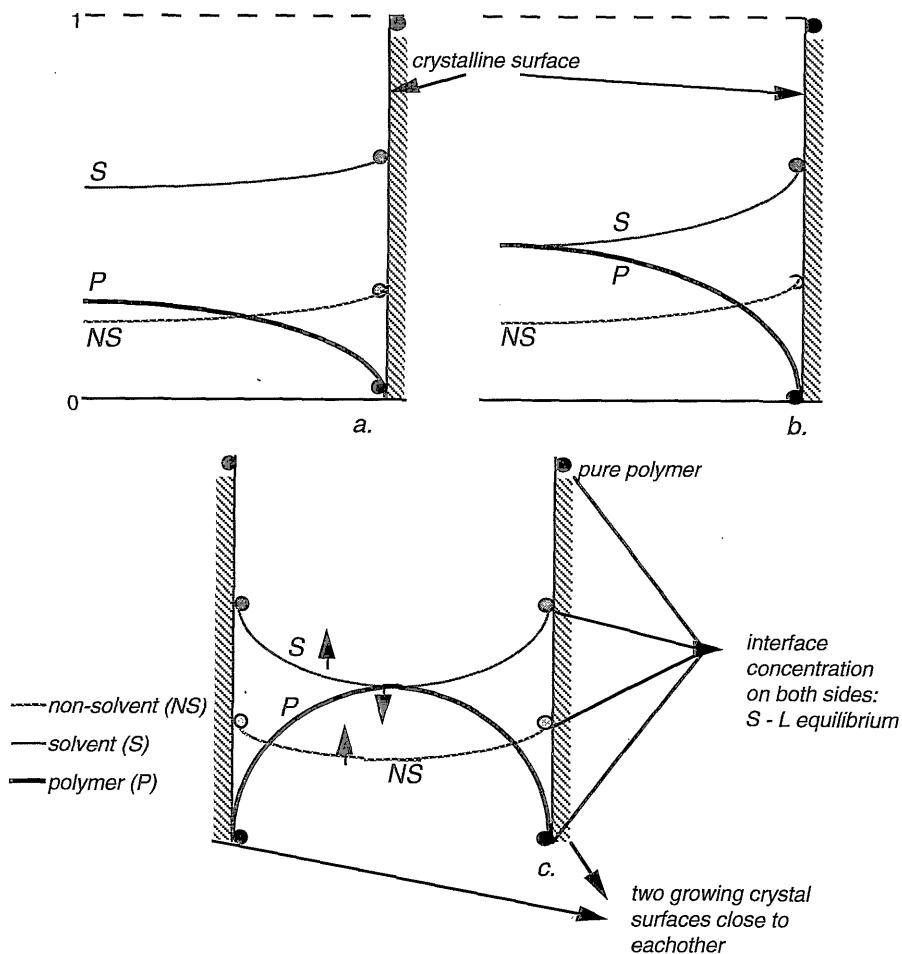 1
crystalline surface
S
P
NS
0
a.
S
P
NS
b.
pure polymer
S
P
NS
c.
non-solvent (NS)
solvent (S)
polymer (P)
interface
concentration
on both sides:
S - L equilibrium
two growing crystal
surfaces close to
eachother